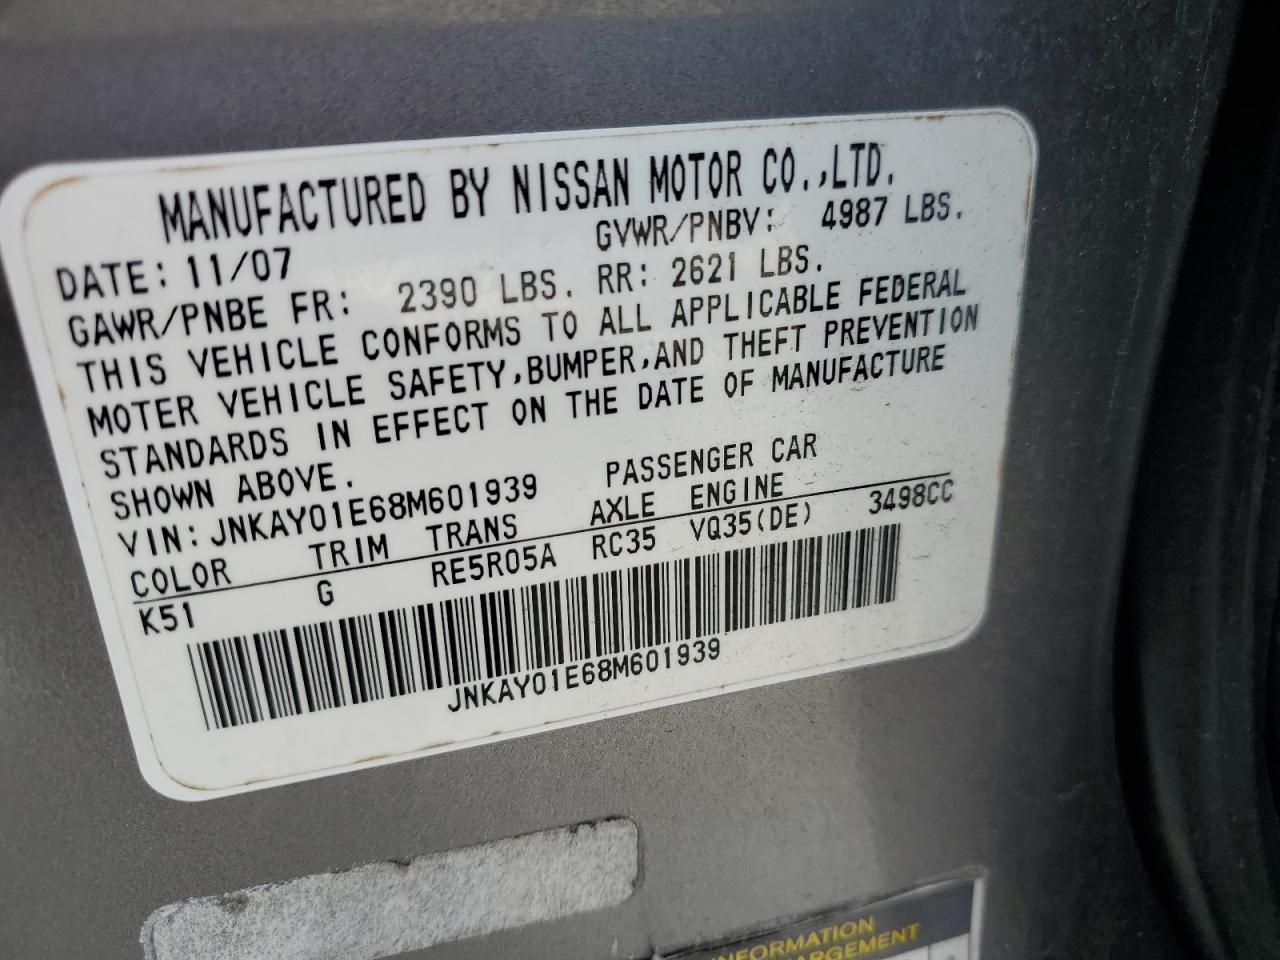 MANUFACTURED BY NISSAN MOTOR CO.,LTD.
DATE: 11/07 GVWR/PNBV: 4987 LBS.
GAWR/PNBE FR: 2390 LBS. RR: 2621 LBS.
THIS VEHICLE CONFORMS TO ALL APPLICABLE FEDERAL
MOTOR VEHICLE SAFETY,BUMPER,AND THEFT PREVENTION
STANDARDS IN EFFECT ON THE DATE OF MANUFACTURE
SHOWN ABOVE.
VIN: JNKAY01E68M601939 PASSENGER CAR
COLOR TRIM TRANS AXLE ENGINE
K51 G RE5R05A RC35 VQ35(DE) 3498CC
JNKAY01E68M601939